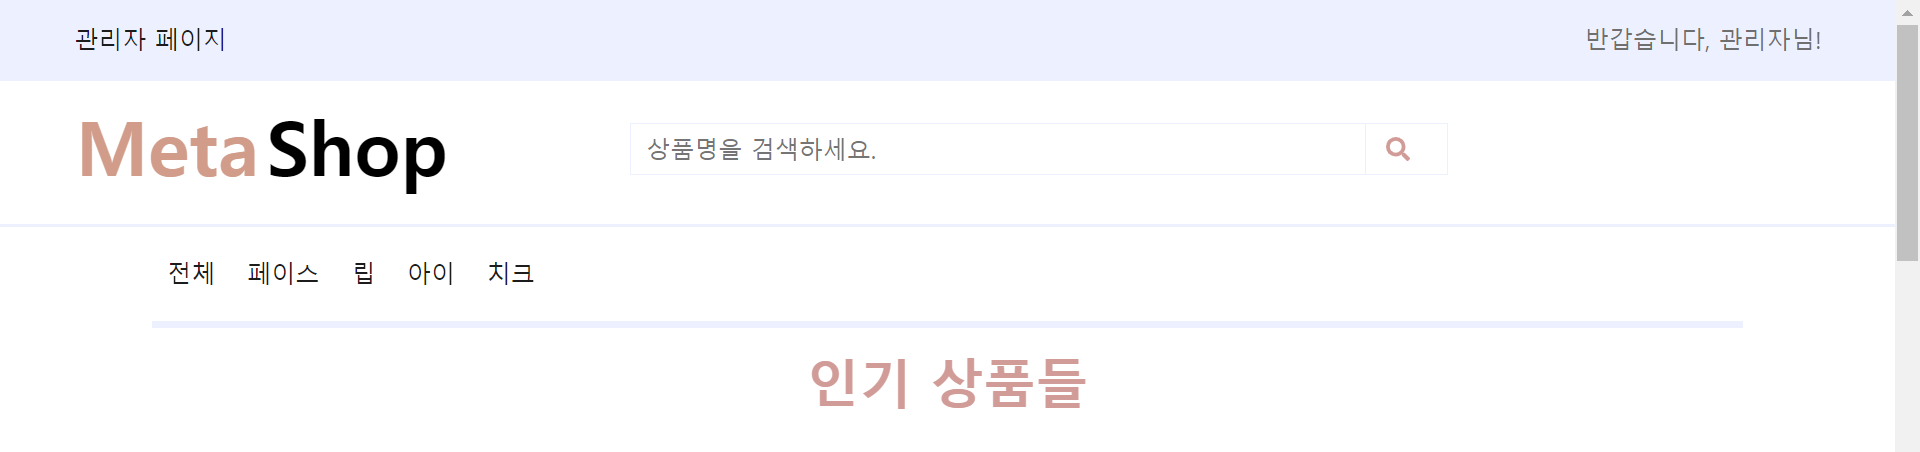 관리자 페이지 반갑습니다, 관리자님!
Meta Shop 상품명을 검색하세요.
전체 페이스 립 아이 치크
인기 상품들